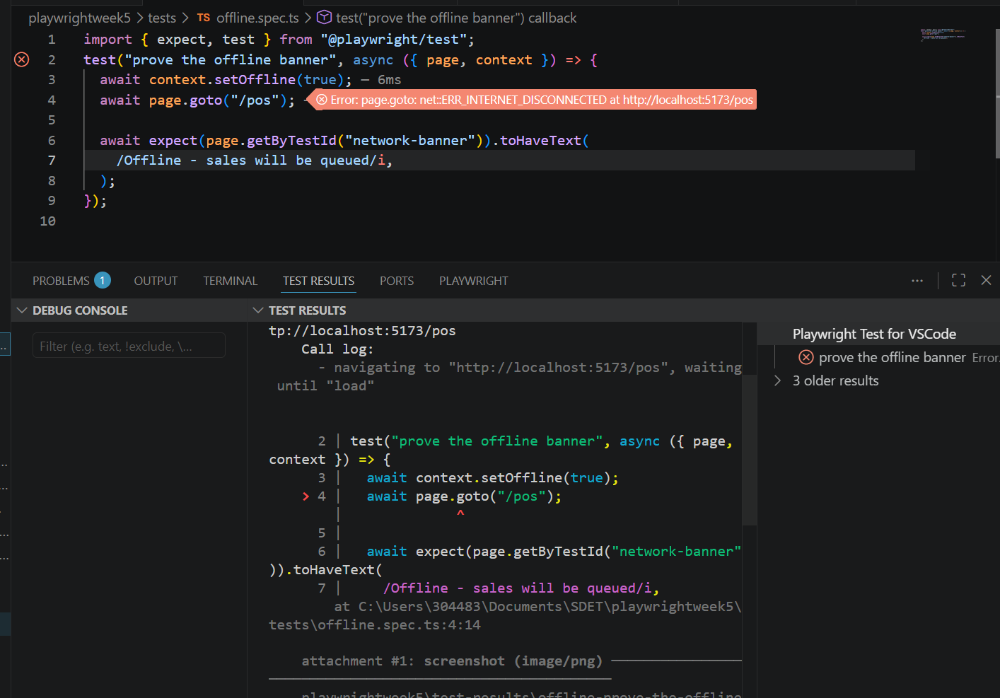 playwrightweek5 > tests > TS offline.spec.ts > test("prove the offline banner") callback
1 import { expect, test } from "@playwright/test";
2 test("prove the offline banner", async ({ page, context }) => {
3 await context.setOffline(true); — 6ms
4 await page.goto("/pos"); — Error: page.goto: net::ERR_INTERNET_DISCONNECTED at http://localhost:5173/pos
5
6 await expect(page.getByTestId("network-banner")).toHaveText(
7 /Offline - sales will be queued/i,
8 );
9 });
10
PROBLEMS 1 OUTPUT TERMINAL TEST RESULTS PORTS PLAYWRIGHT
DEBUG CONSOLE
Filter (e.g. text, !exclude, \...
TEST RESULTS
tp://localhost:5173/pos
Call log:
- navigating to "http://localhost:5173/pos", waiting
until "load"
2 | test("prove the offline banner", async ({ page,
context }) => {
3 | await context.setOffline(true);
> 4 | await page.goto("/pos");
| ^
5 |
6 | await expect(page.getByTestId("network-banner"
)).toHaveText(
7 | /Offline - sales will be queued/i,
at C:\Users\304483\Documents\SDET\playwrightweek5\
tests\offline.spec.ts:4:14
attachment #1: screenshot (image/png) ────────────────
playwrightweek5\test-results\offline-prove-the-offline
Playwright Test for VSCode
prove the offline banner Error.
3 older results